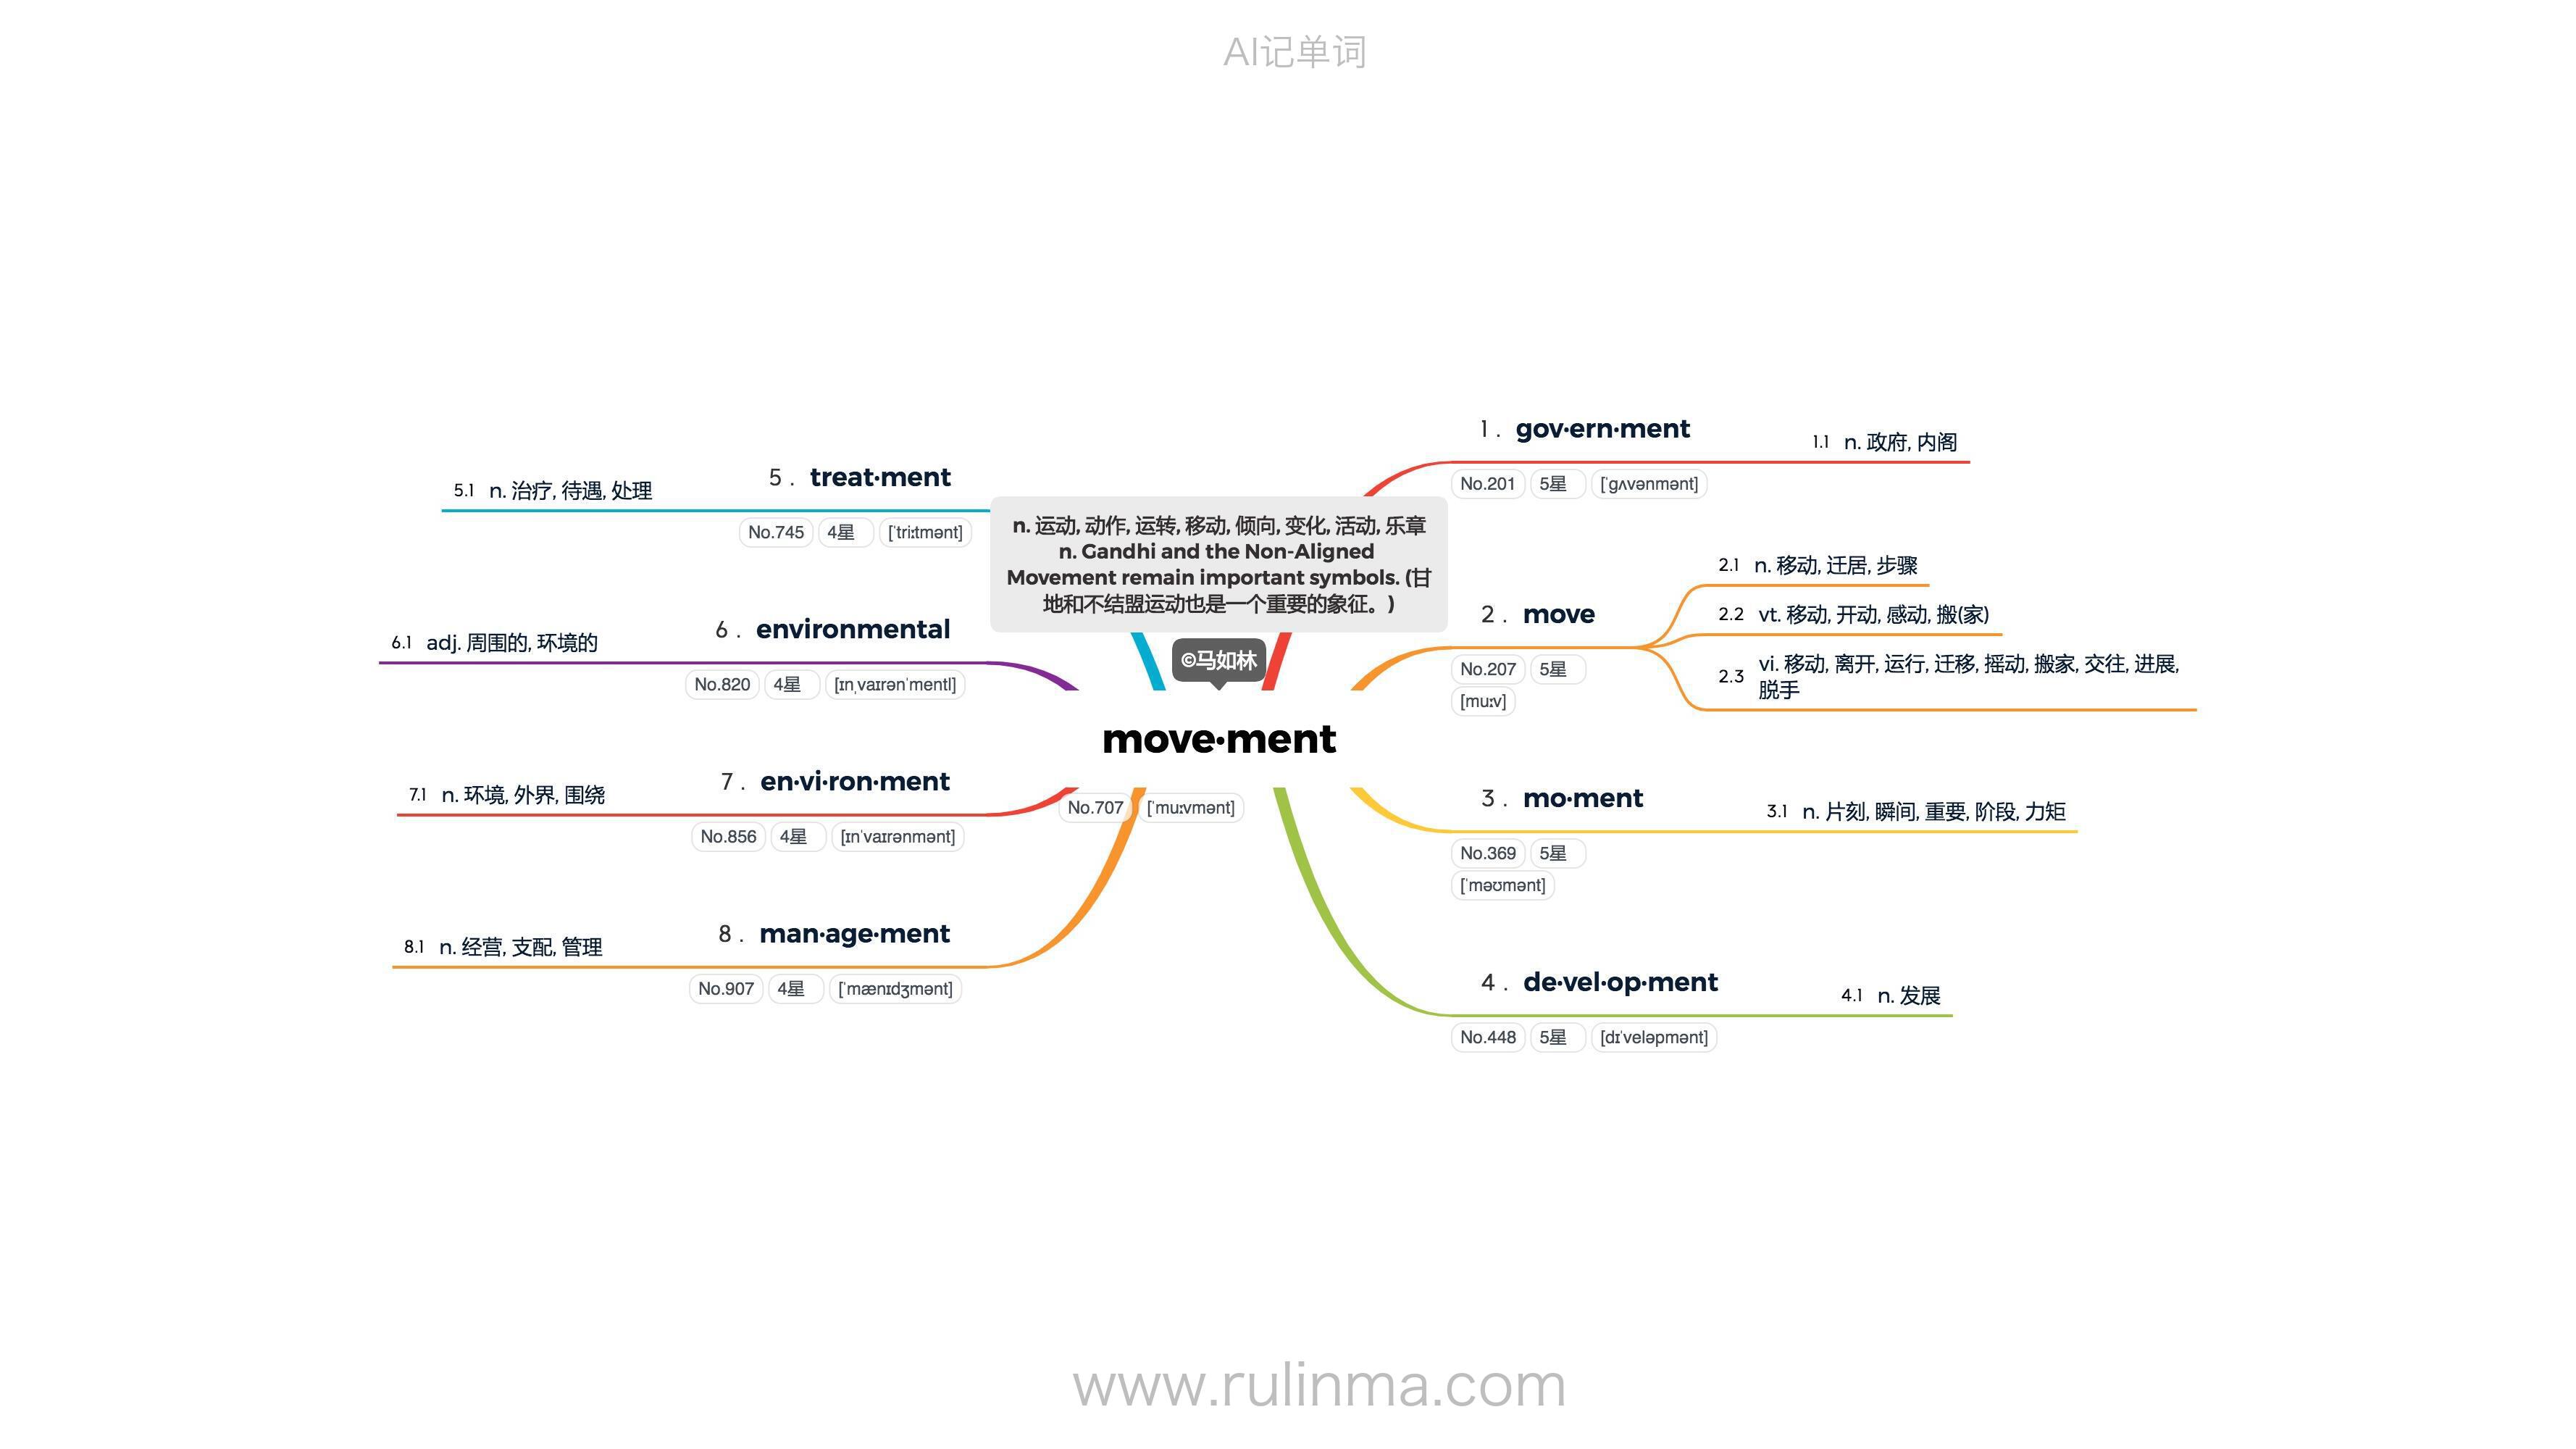 AI记单词
n. 运动, 动作, 运转, 移动, 倾向, 变化, 活动, 乐章
n. Gandhi and the Non-Aligned
Movement remain important symbols. (甘
地和不结盟运动也是一个重要的象征。)
©马如林
move·ment
No.707 [ˈmuːvmənt]
1 . gov·ern·ment
No.201 5星 [ˈɡʌvənmənt]
1.1 n. 政府, 内阁
2 . move
No.207 5星
[muːv]
2.1 n. 移动, 迁居, 步骤
2.2 vt. 移动, 开动, 感动, 搬(家)
2.3 vi. 移动, 离开, 运行, 迁移, 摇动, 搬家, 交往, 进展,
脱手
3 . mo·ment
No.369 5星
[ˈməʊmənt]
3.1 n. 片刻, 瞬间, 重要, 阶段, 力矩
4 . de·vel·op·ment
No.448 5星 [dɪˈveləpmənt]
4.1 n. 发展
5 . treat·ment
No.745 4星 [ˈtriːtmənt]
5.1 n. 治疗, 待遇, 处理
6 . environmental
No.820 4星 [ɪnˌvaɪrənˈmentl]
6.1 adj. 周围的, 环境的
7 . en·vi·ron·ment
No.856 4星 [ɪnˈvaɪrənmənt]
7.1 n. 环境, 外界, 围绕
8 . man·age·ment
No.907 4星 [ˈmænɪdʒmənt]
8.1 n. 经营, 支配, 管理
www.rulinma.com